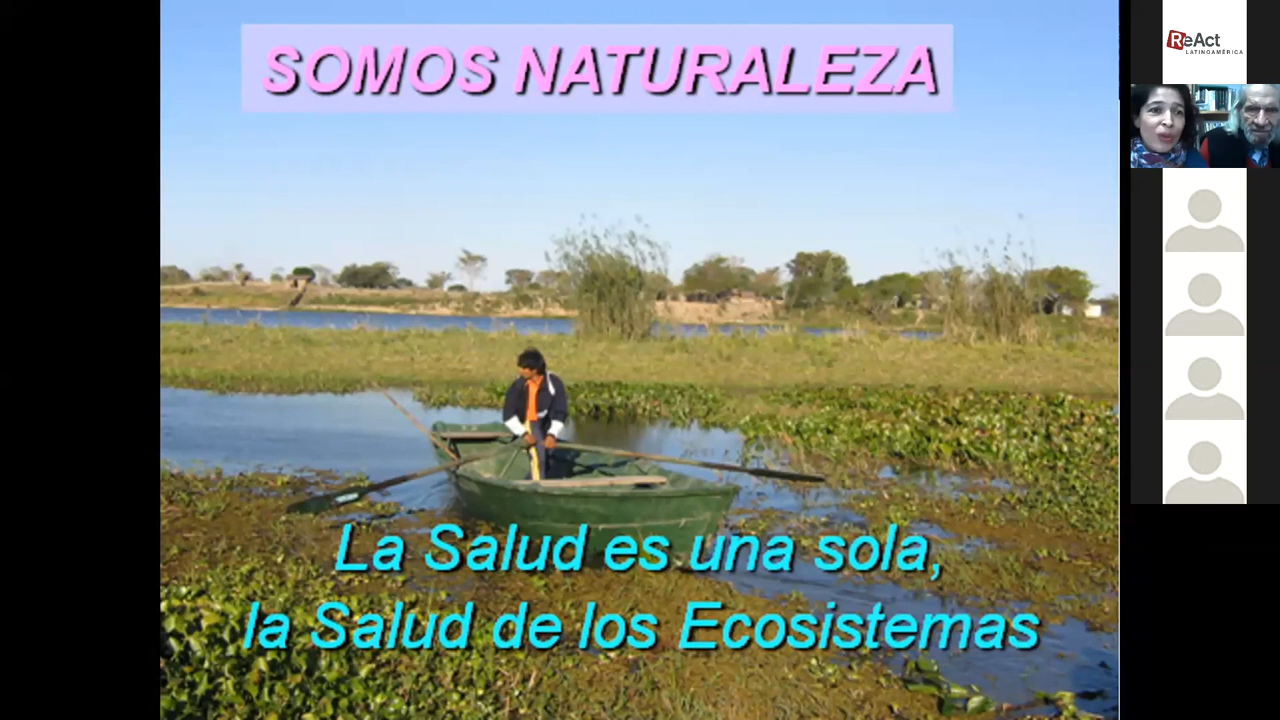 SOMOS NATURALEZA
ReAct
LATINOAMÉRICA
La Salud es una sola,
la Salud de los Ecosistemas